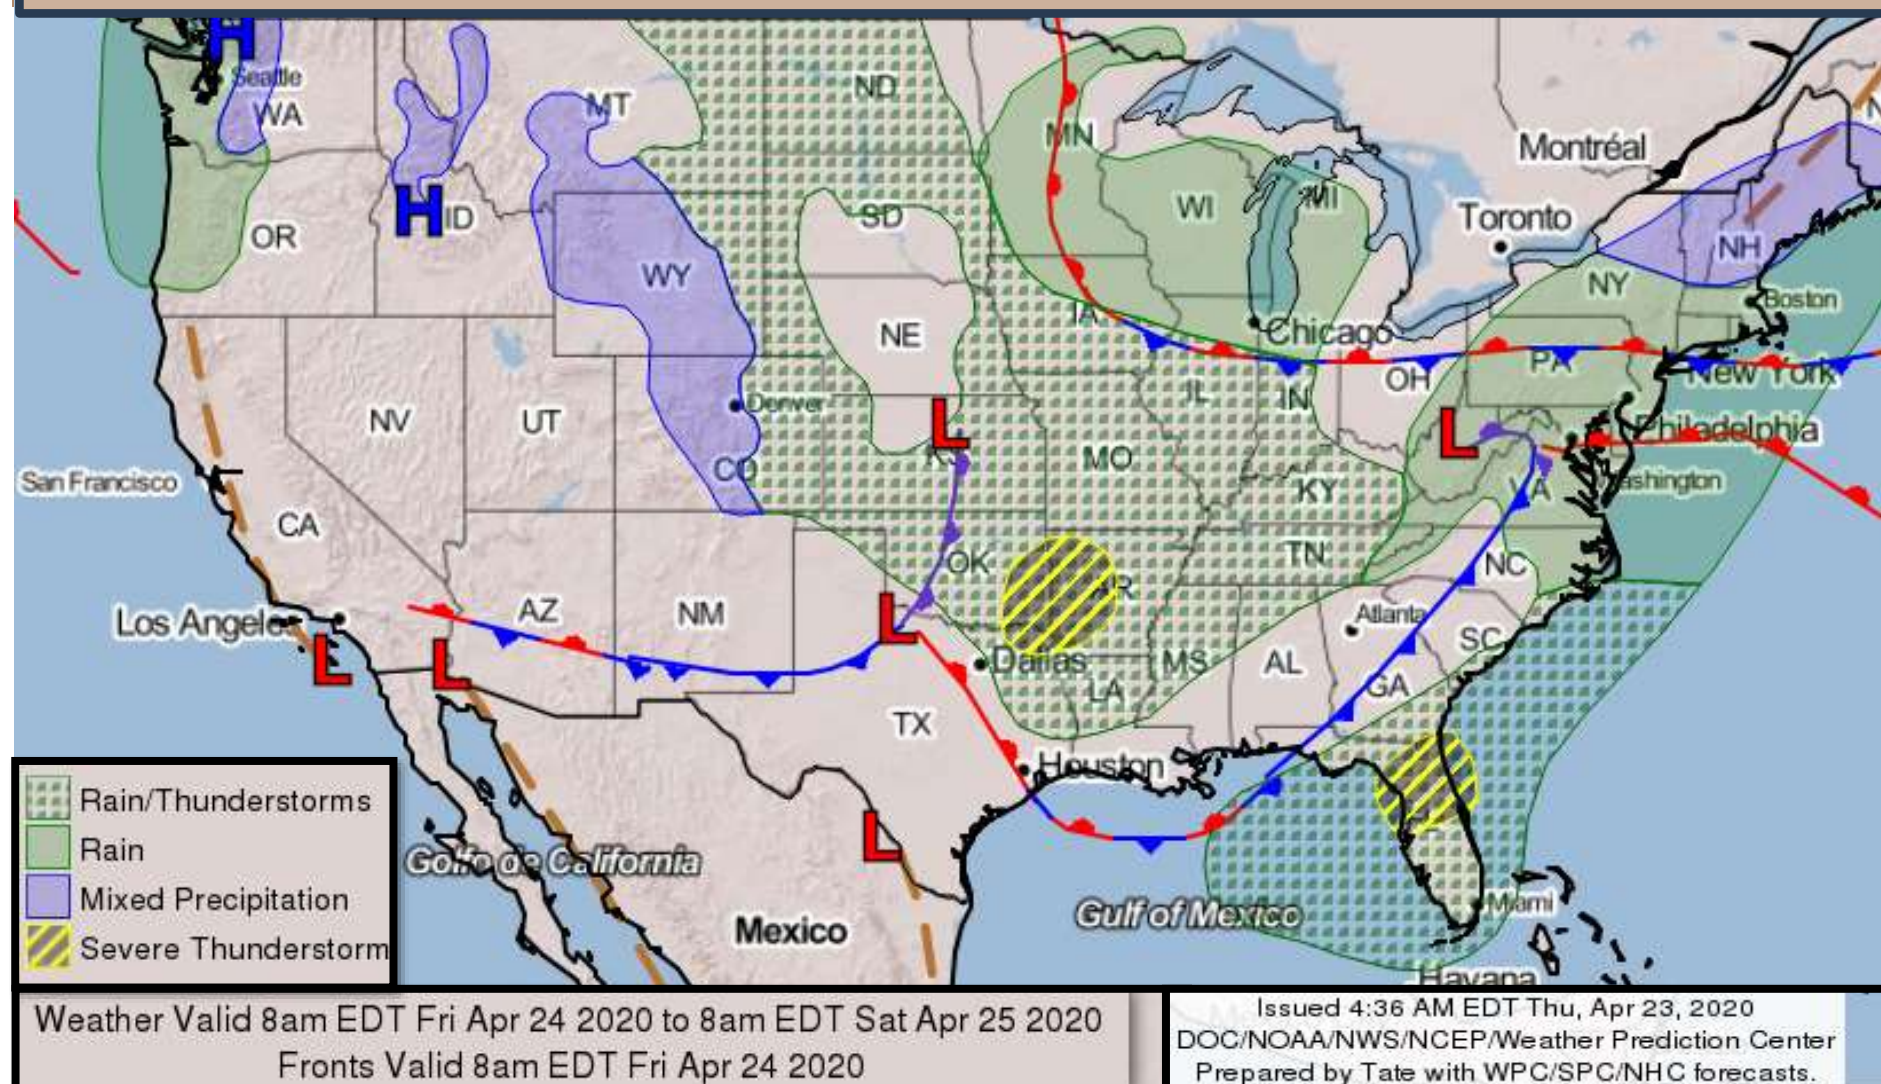 H
Seattle
WA
MT
ND
MN
Montréal
OR
H
ID
SD
WI
MI
Toronto
NH
WY
NY
Boston
NE
IA
Chicago
PA
New York
NV
UT
Denver
L
IL
IN
OH
L
Philadelphia
San Francisco
CO
KS
MO
KY
VA
Washington
CA
OK
AR
TN
NC
Los Angeles
L
L
AZ
NM
L
Dallas
LA
MS
AL
Atlanta
GA
SC
TX
Houston
L
Golfo de California
Mexico
Gulf of Mexico
Miami
Havana
Rain/Thunderstorms
Rain
Mixed Precipitation
Severe Thunderstorm
Weather Valid 8am EDT Fri Apr 24 2020 to 8am EDT Sat Apr 25 2020
Fronts Valid 8am EDT Fri Apr 24 2020
Issued 4:36 AM EDT Thu, Apr 23, 2020
DOC/NOAA/NWS/NCEP/Weather Prediction Center
Prepared by Tate with WPC/SPC/NHC forecasts.